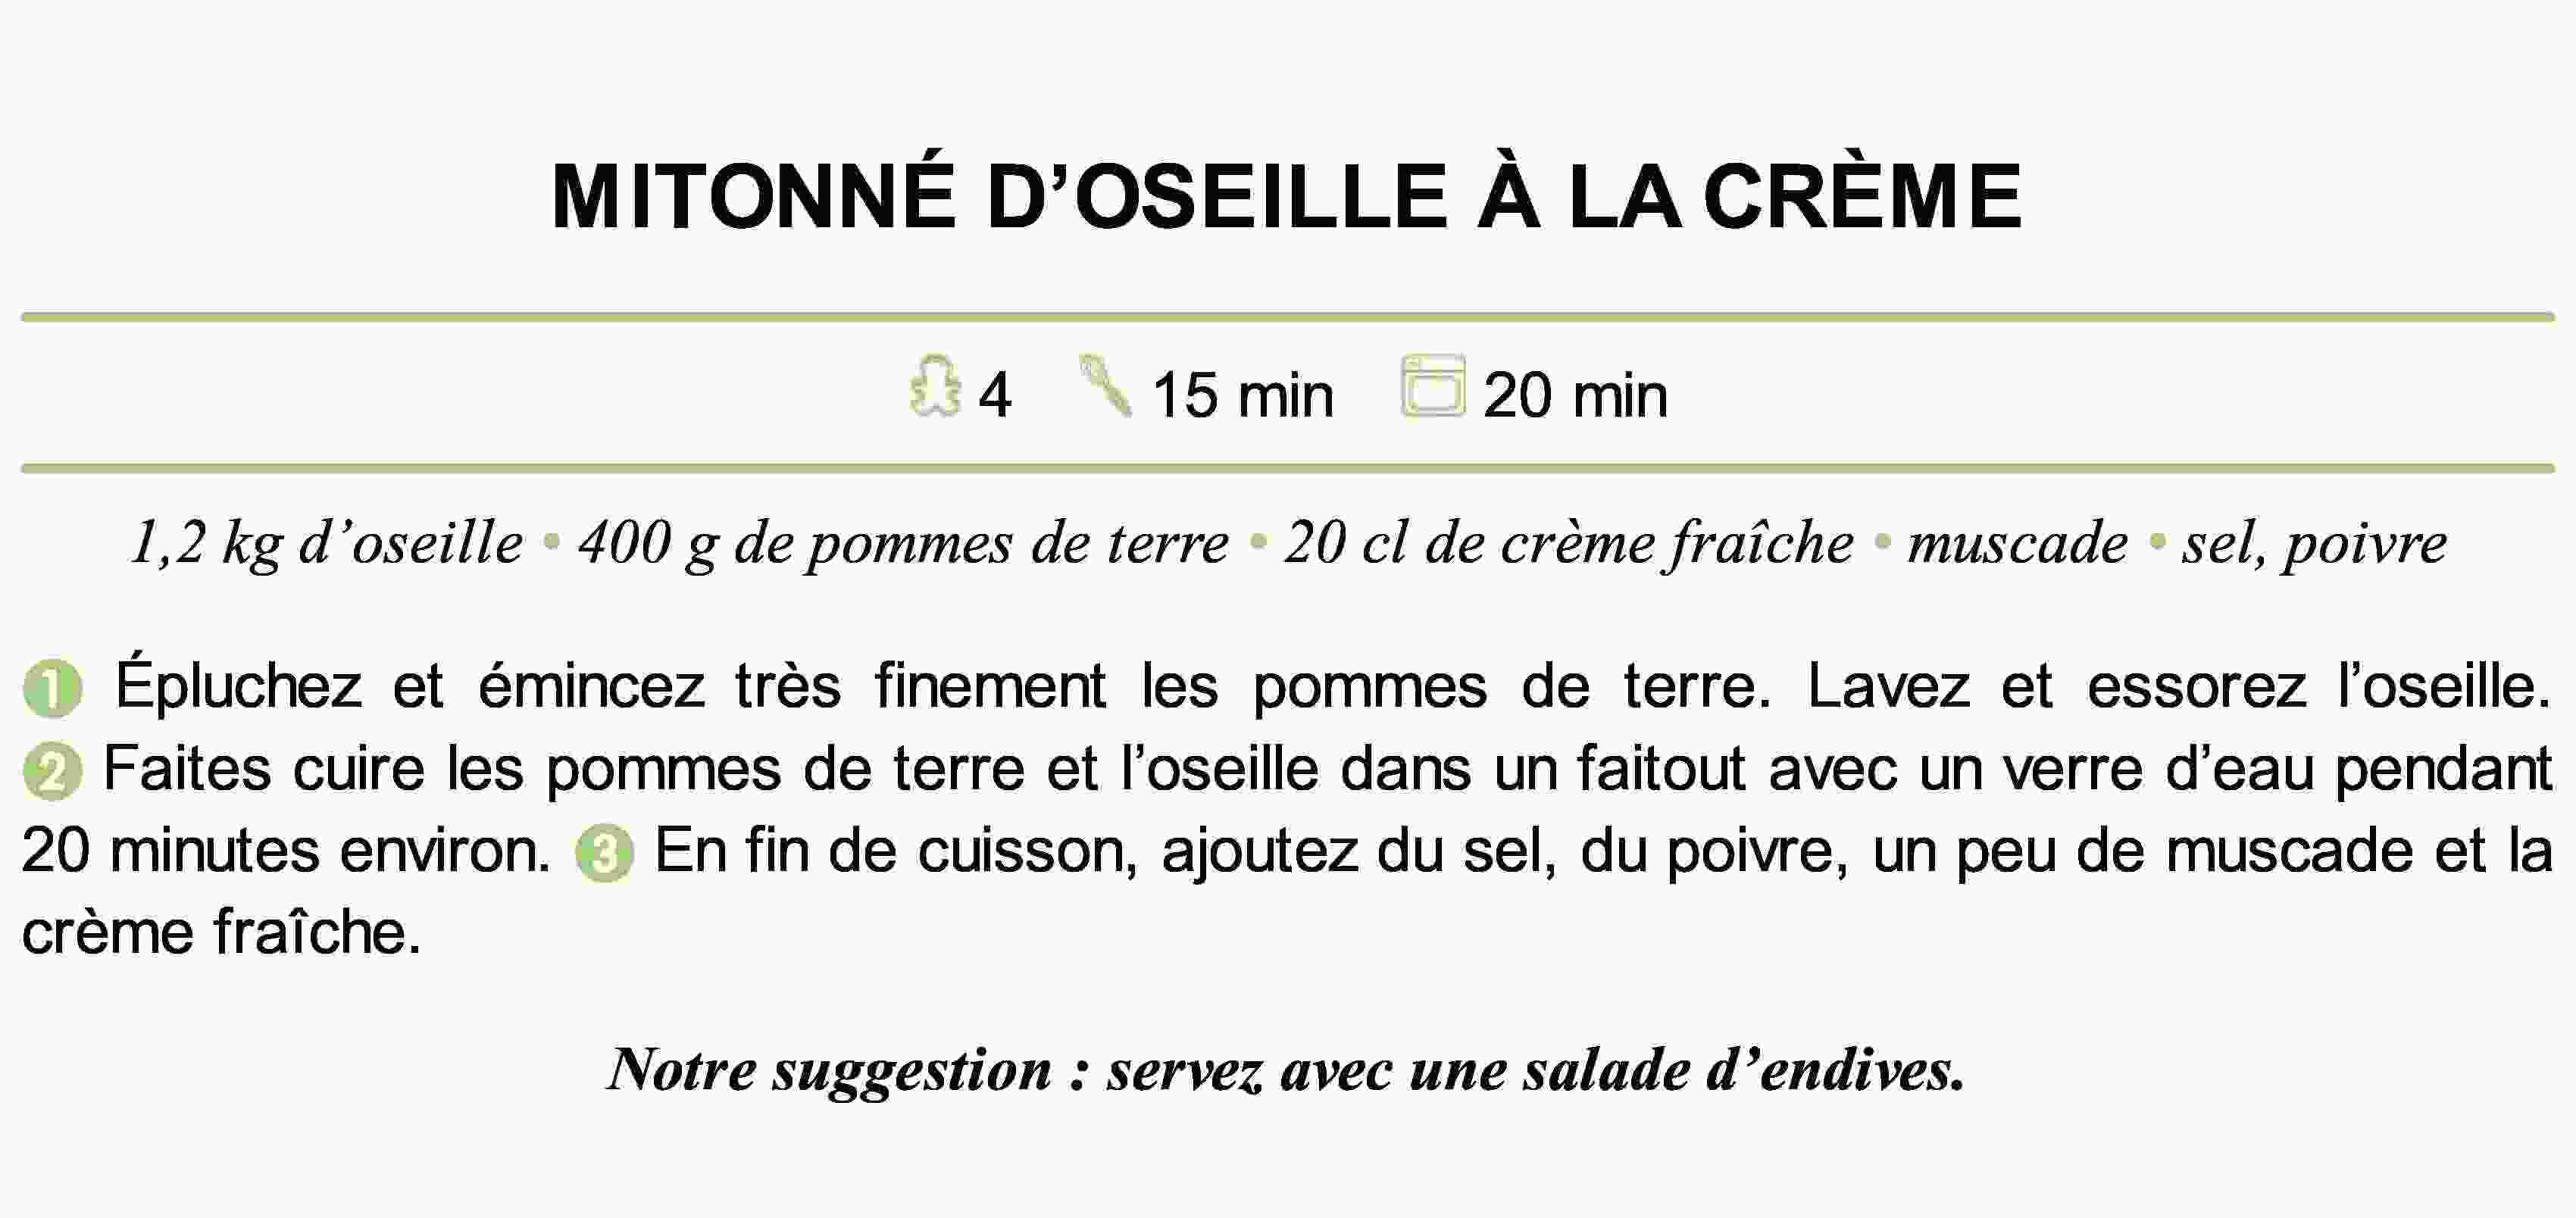 MITONNÉ D’OSEILLE À LA CRÈME
4 15 min 20 min
1,2 kg d’oseille • 400 g de pommes de terre • 20 cl de crème fraîche • muscade • sel, poivre
1 Épluchez et émincez très finement les pommes de terre. Lavez et essorez l’oseille.
2 Faites cuire les pommes de terre et l’oseille dans un faitout avec un verre d’eau pendant
20 minutes environ. 3 En fin de cuisson, ajoutez du sel, du poivre, un peu de muscade et la
crème fraîche.
Notre suggestion : servez avec une salade d’endives.